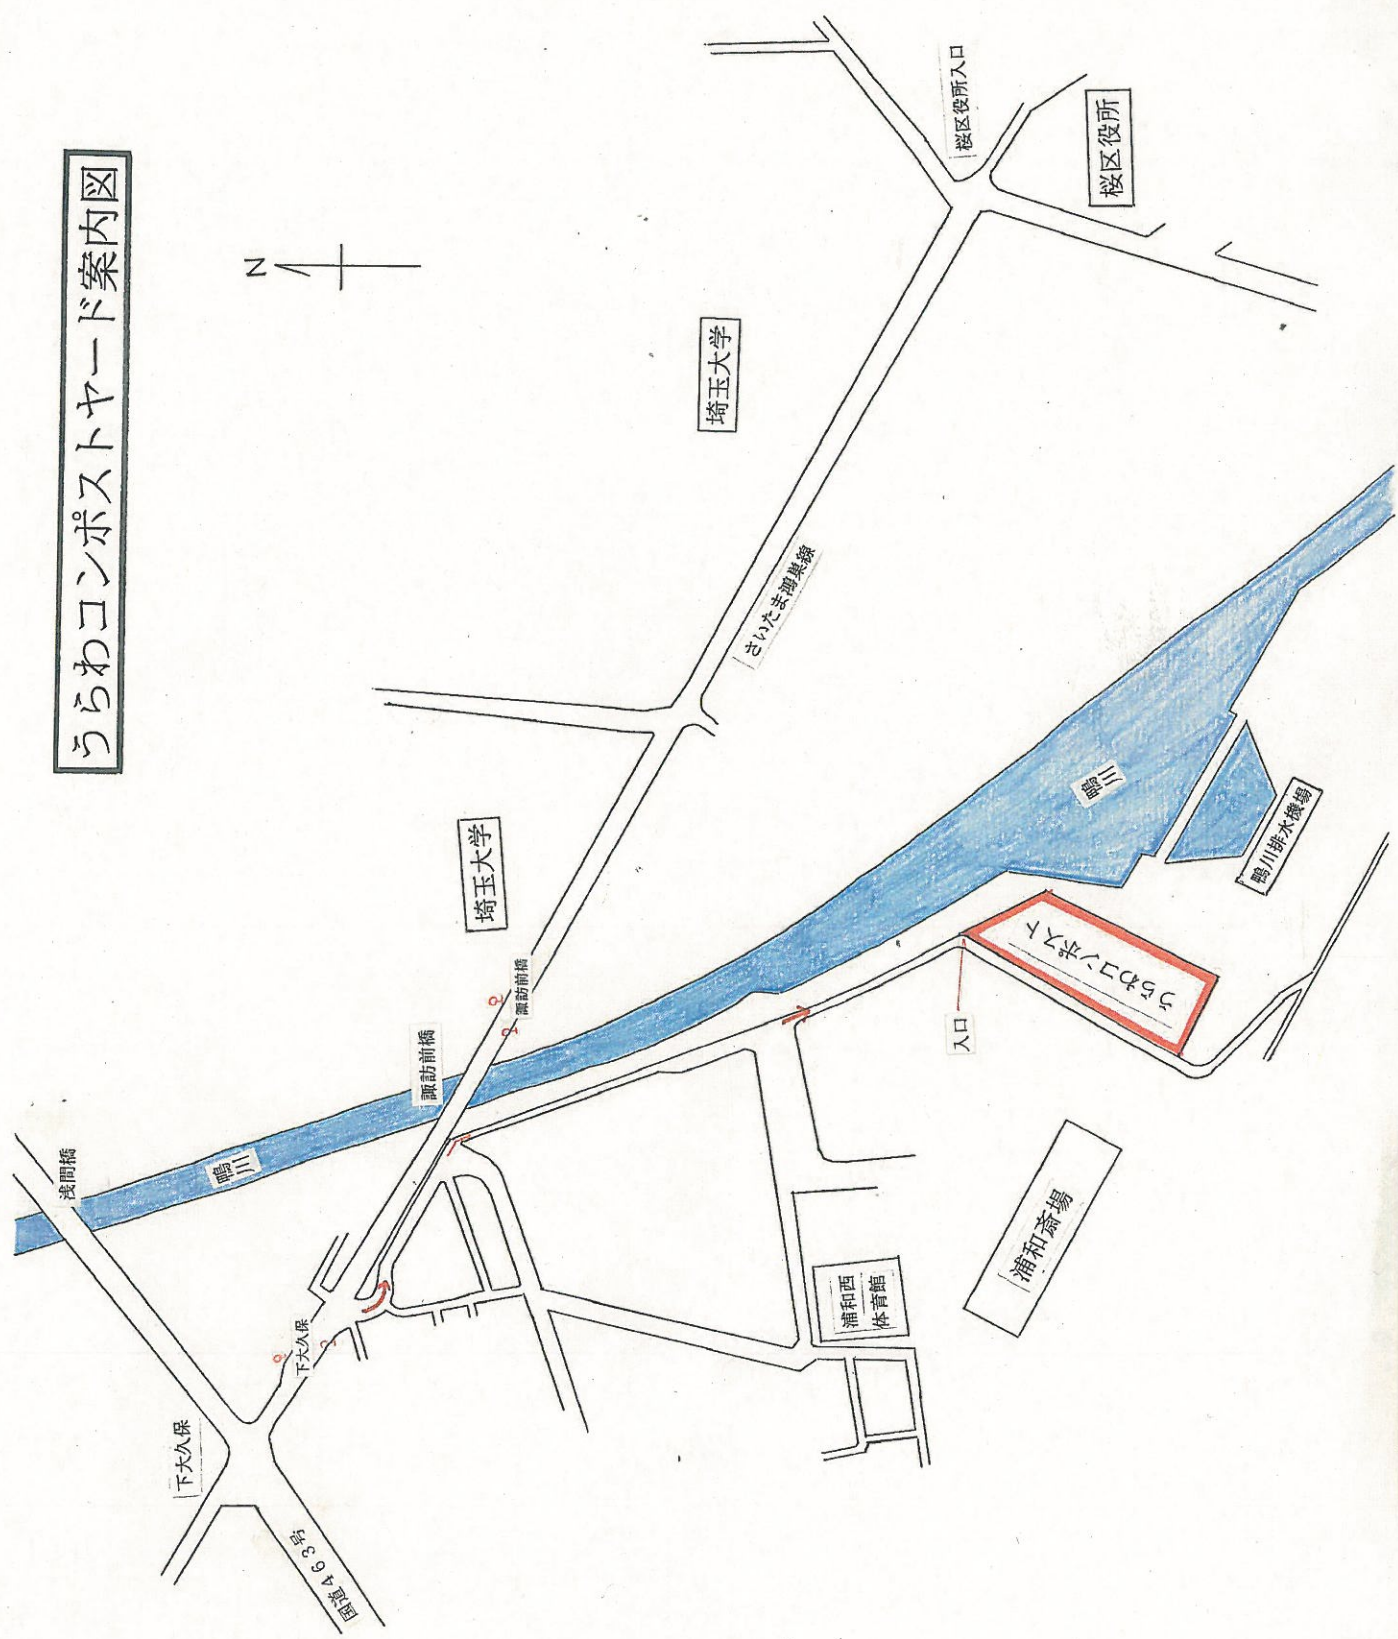 うらわコンポストヤード案内図
N
浅間橋
鴨川
下大久保
国道463号
下大久保
諏訪前橋
諏訪前橋
埼玉大学
埼玉大学
さいたま鴻巣線
桜区役所入口
桜区役所
鴨川
鴨川排水機場
うらわコンポスト
入口
浦和西
体育館
浦和斎場